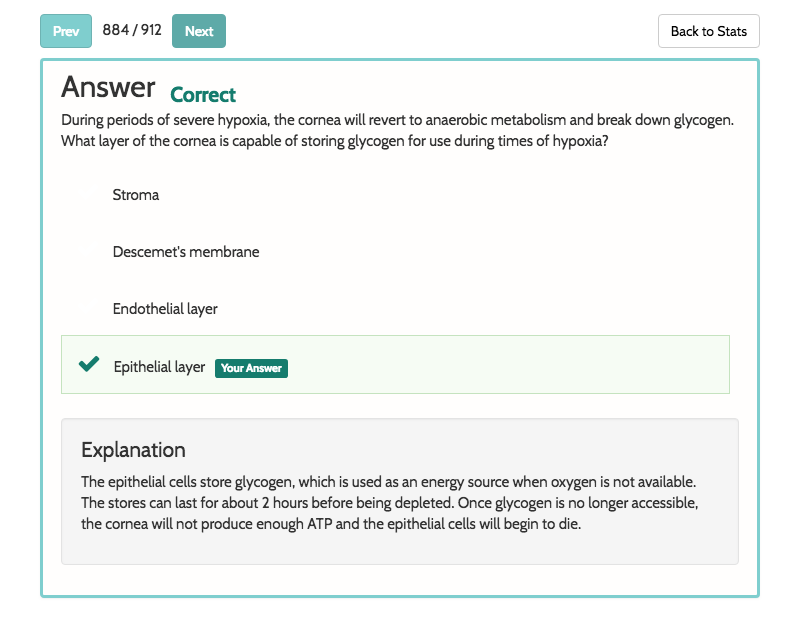 Prev 884 / 912 Next Back to Stats
Answer Correct
During periods of severe hypoxia, the cornea will revert to anaerobic metabolism and break down glycogen.
What layer of the cornea is capable of storing glycogen for use during times of hypoxia?
Stroma
Descemet's membrane
Endothelial layer
Epithelial layer Your Answer
Explanation
The epithelial cells store glycogen, which is used as an energy source when oxygen is not available.
The stores can last for about 2 hours before being depleted. Once glycogen is no longer accessible,
the cornea will not produce enough ATP and the epithelial cells will begin to die.